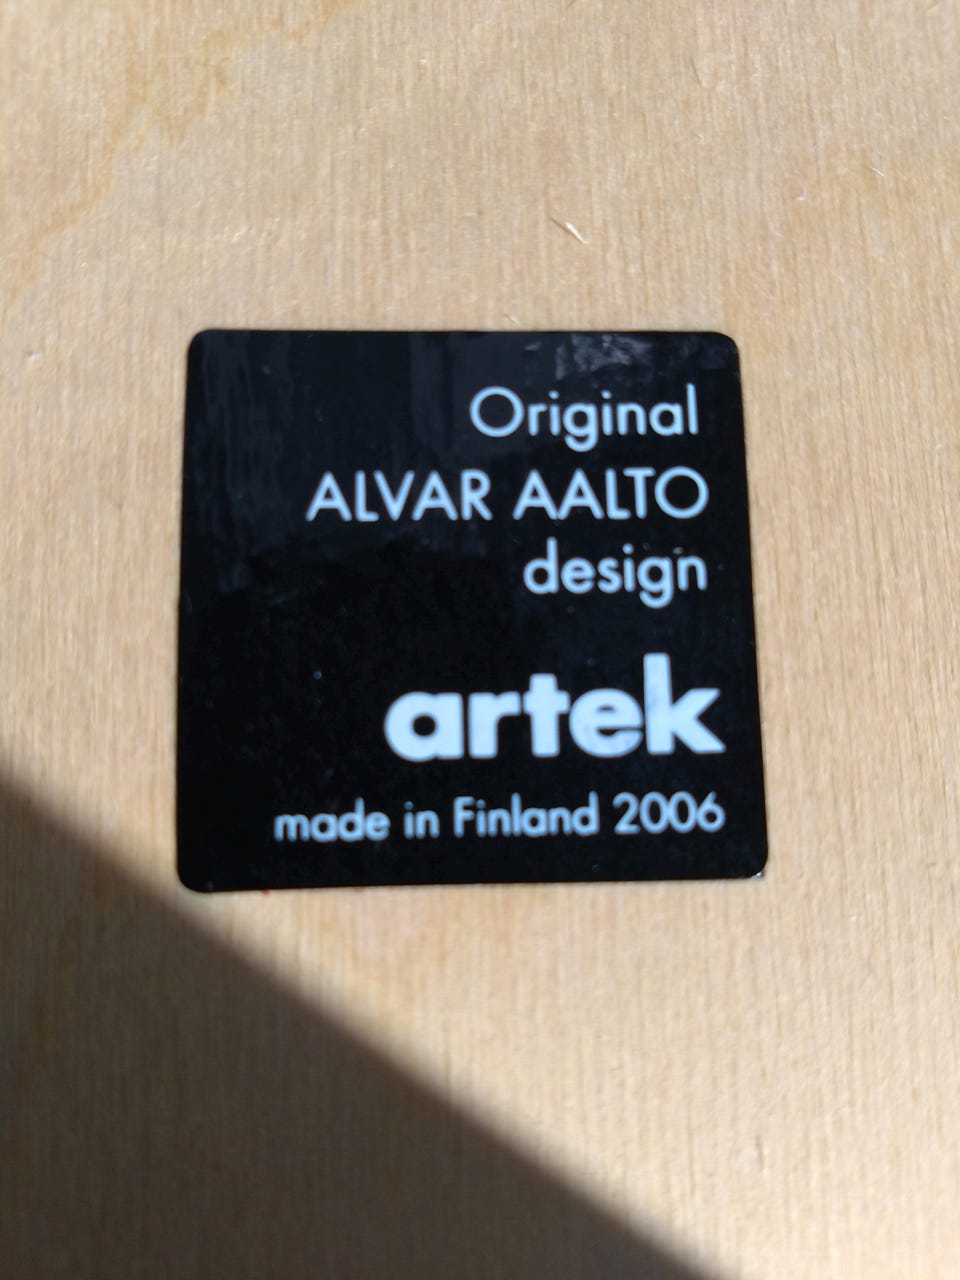 Original
ALVAR AALTO
design
artek
made in Finland 2006